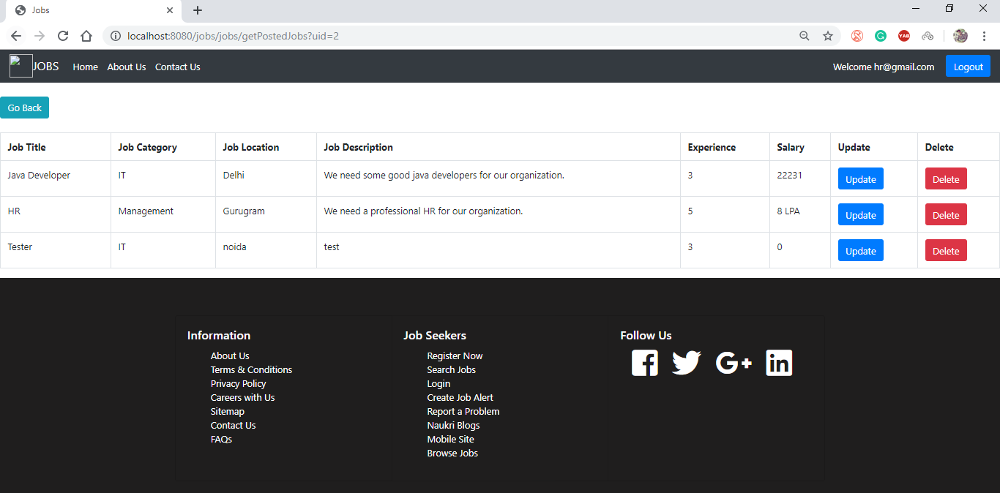 Jobs
localhost:8080/jobs/jobs/getPostedJobs?uid=2
YAB
JOBS Home About Us Contact Us Welcome hr@gmail.com Logout
Go Back
Job Title Job Category Job Location Job Description Experience Salary Update Delete
Java Developer IT Delhi We need some good java developers for our organization. 3 22231 Update Delete
HR Management Gurugram We need a professional HR for our organization. 5 8 LPA Update Delete
Tester IT noida test 3 0 Update Delete
Information
About Us
Terms & Conditions
Privacy Policy
Careers with Us
Sitemap
Contact Us
FAQs
Job Seekers
Register Now
Search Jobs
Login
Create Job Alert
Report a Problem
Naukri Blogs
Mobile Site
Browse Jobs
Follow Us